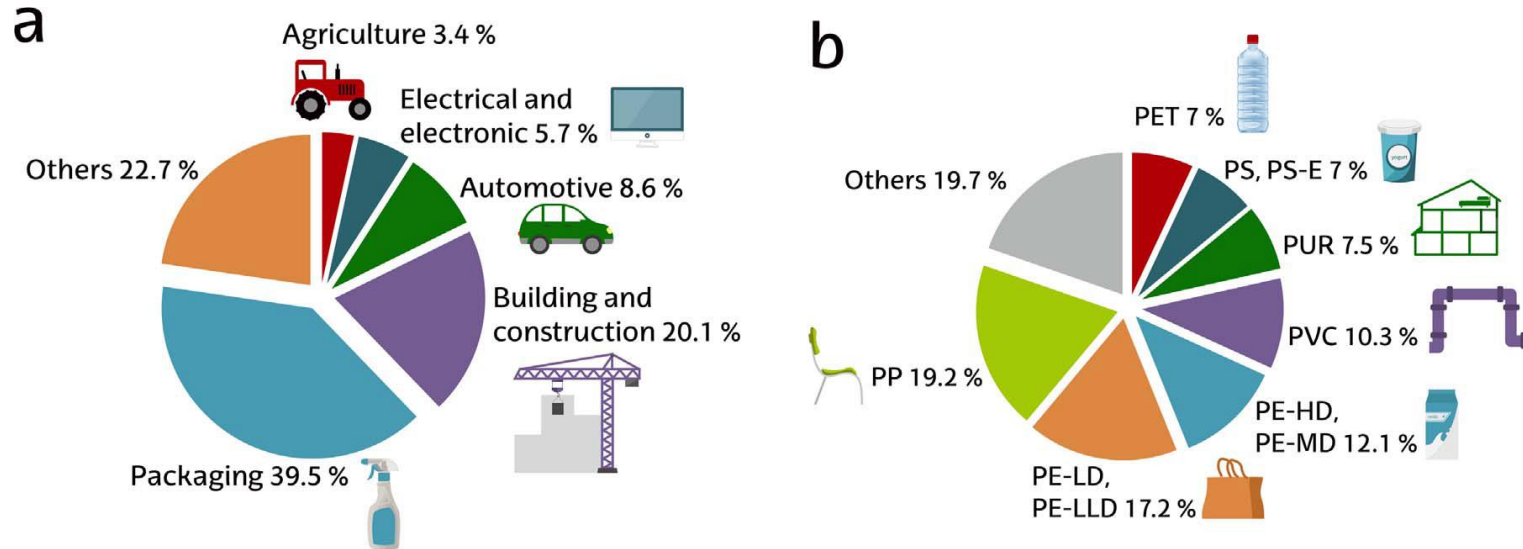 a
Agriculture 3.4 %
Electrical and
electronic 5.7 %
Others 22.7 %
Automotive 8.6 %
Building and
construction 20.1 %
Packaging 39.5 %
b
PET 7 %
PS, PS-E 7 %
yogurt
Others 19.7 %
PUR 7.5 %
PVC 10.3 %
PP 19.2 %
PE-HD,
PE-MD 12.1 %
PE-LD,
PE-LLD 17.2 %